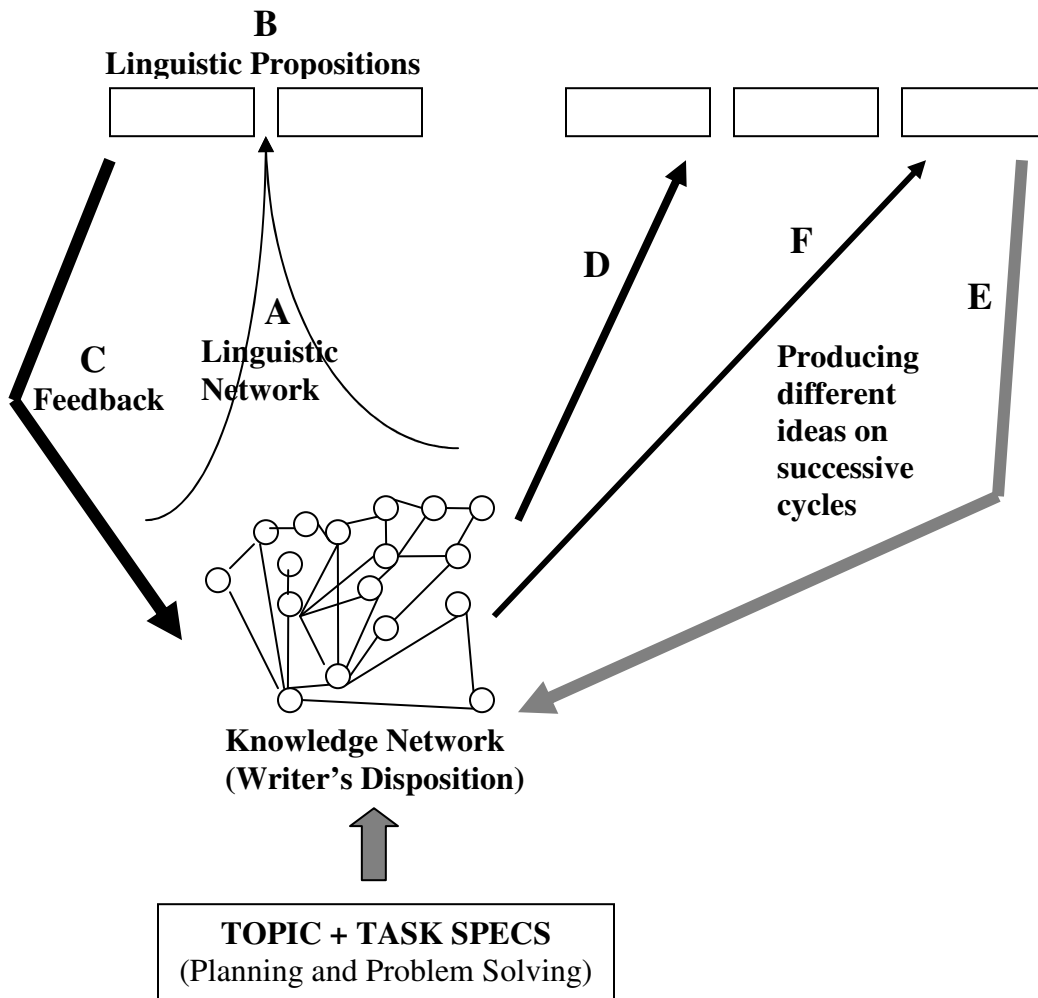 B
Linguistic Propositions
D
F
E
A
Linguistic
Network
C
Feedback
Producing
different
ideas on
successive
cycles
Knowledge Network
(Writer’s Disposition)
TOPIC + TASK SPECS
(Planning and Problem Solving)